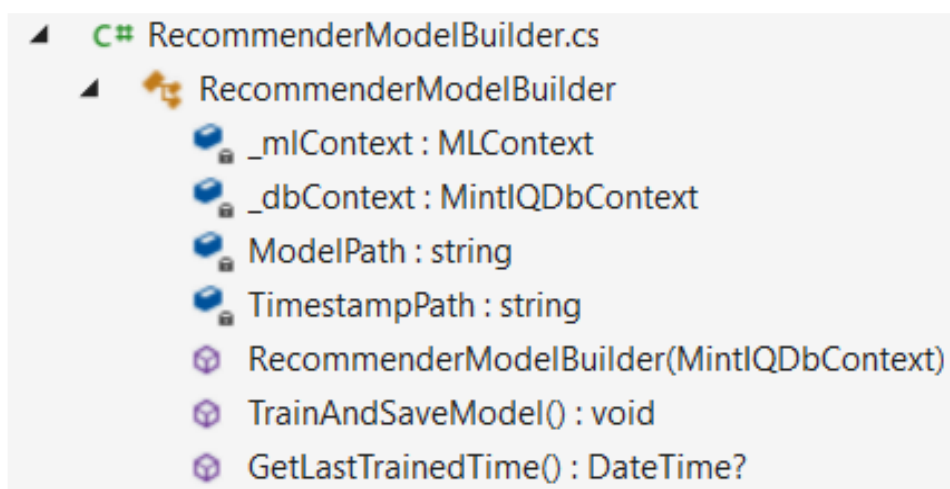 C# RecommenderModelBuilder.cs
RecommenderModelBuilder
_mlContext : MLContext
_dbContext : MintIQDbContext
ModelPath : string
TimestampPath : string
RecommenderModelBuilder(MintIQDbContext)
TrainAndSaveModel() : void
GetLastTrainedTime() : DateTime?